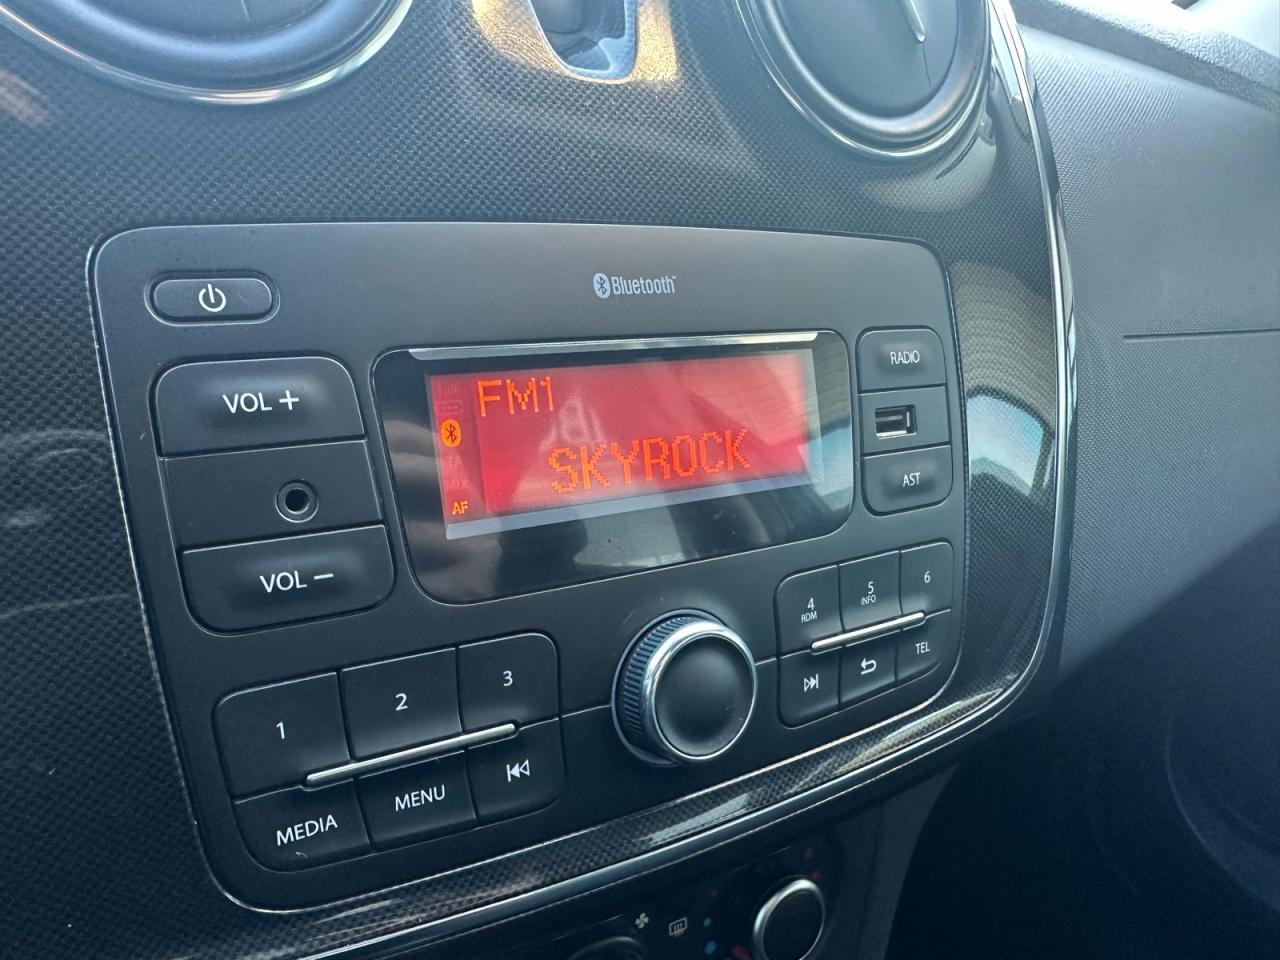 Bluetooth
VOL +
FM1
SKYROCK
AF
RADIO
AST
VOL −
1
2
3
4
RDM
5
INFO
6
MEDIA
MENU
TEL